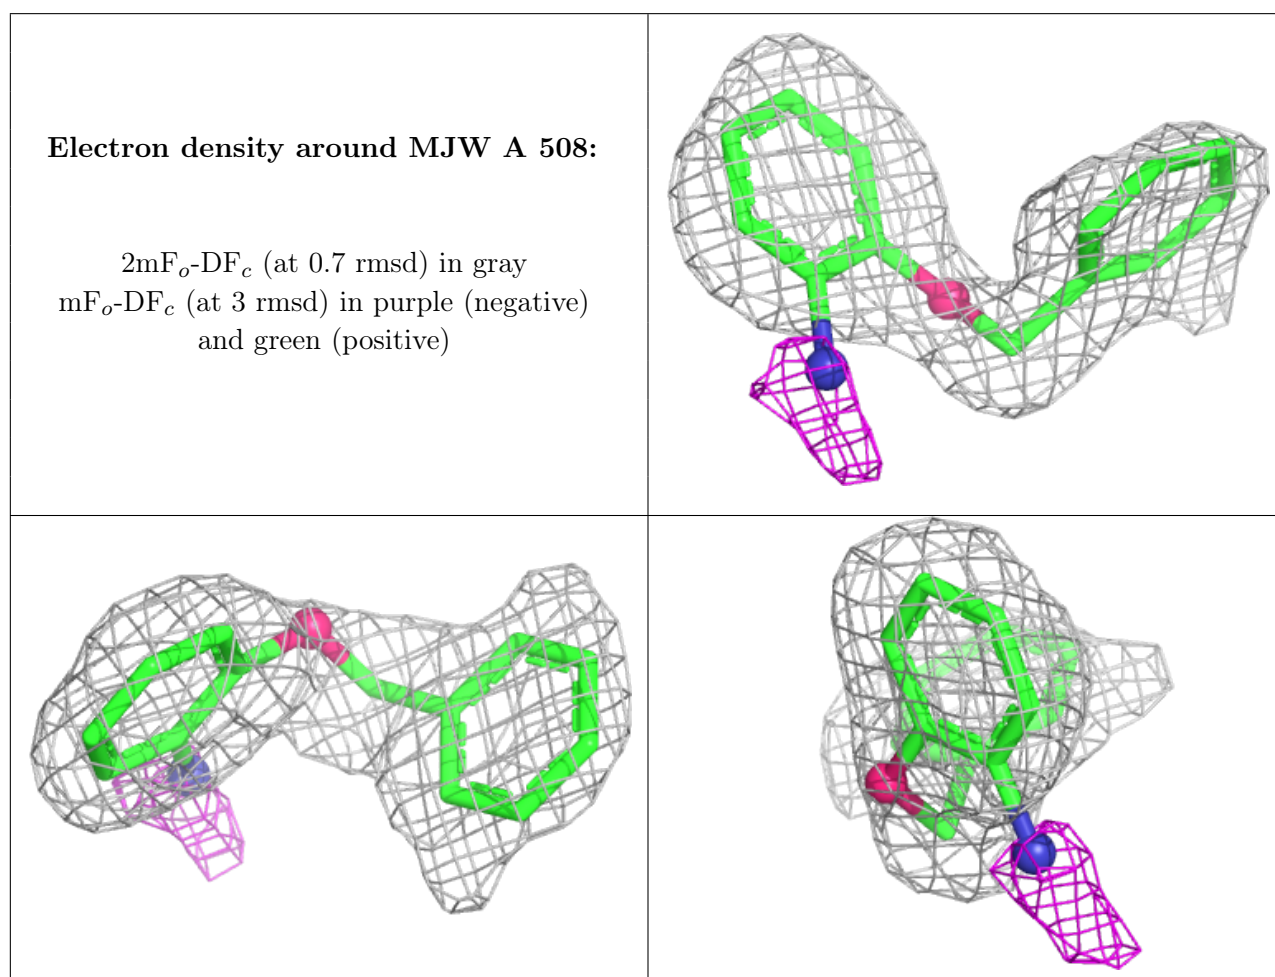 Electron density around MJW A 508:
2mFo-DFc (at 0.7 rmsd) in gray
mFo-DFc (at 3 rmsd) in purple (negative)
and green (positive)